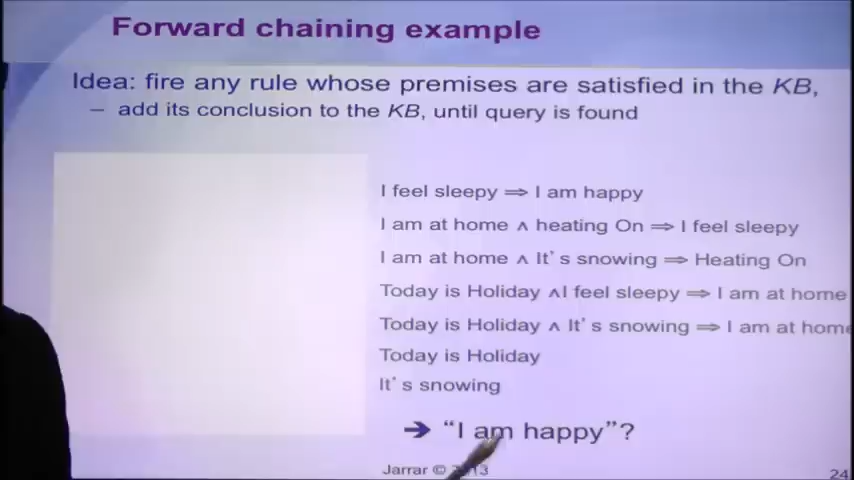 Forward chaining example
Idea: fire any rule whose premises are satisfied in the KB,
– add its conclusion to the KB, until query is found
I feel sleepy ⇒ I am happy
I am at home ∧ heating On ⇒ I feel sleepy
I am at home ∧ It's snowing ⇒ Heating On
Today is Holiday ∧I feel sleepy ⇒ I am at home
Today is Holiday ∧ It's snowing ⇒ I am at home
Today is Holiday
It's snowing
➔ “I am happy”?
Jarrar © 2013
24